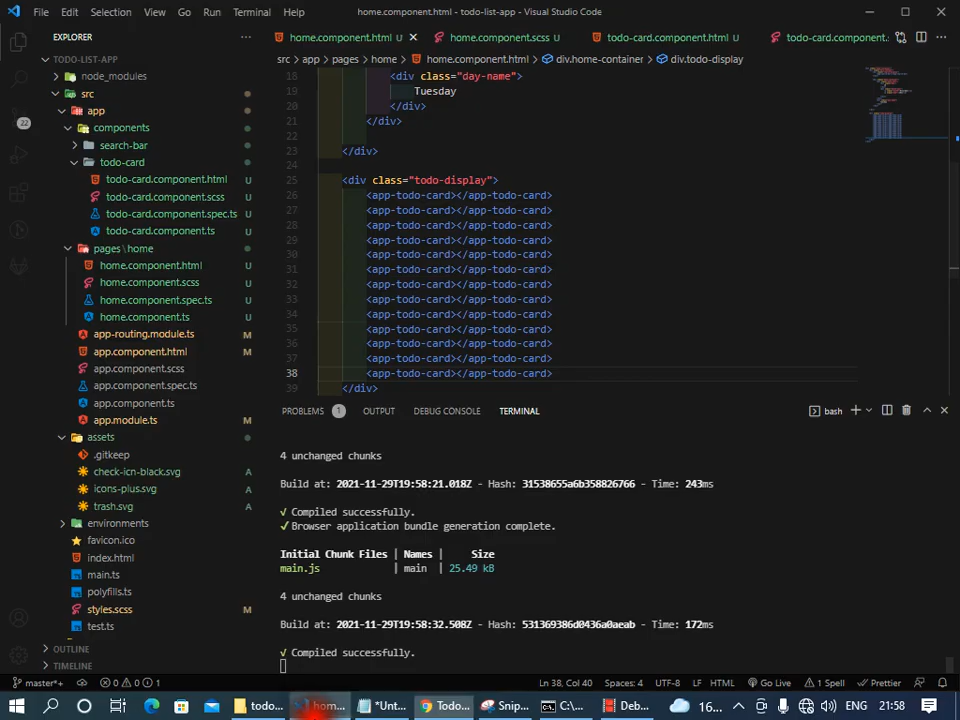 File Edit Selection View Go Run Terminal Help home.component.html - todo-list-app - Visual Studio Code
EXPLORER
home.component.html U
home.component.scss U
todo-card.component.html U
todo-card.component.s
TODO-LIST-APP
src > app > pages > home > home.component.html > div.home-container > div.todo-display
node_modules
src
app
components
search-bar
todo-card
todo-card.component.html U
todo-card.component.scss U
todo-card.component.spec.ts U
todo-card.component.ts U
pages\home
home.component.html U
home.component.scss U
home.component.spec.ts U
home.component.ts U
app-routing.module.ts M
app.component.html M
app.component.scss
app.component.spec.ts
app.component.ts
app.module.ts M
assets
.gitkeep
check-icn-black.svg A
icons-plus.svg A
trash.svg A
environments
favicon.ico
index.html
main.ts
polyfills.ts
styles.scss M
test.ts
OUTLINE
TIMELINE
22
18 <div class="day-name">
19 Tuesday
20 </div>
21 </div>
22
23 </div>
24
25 <div class="todo-display">
26 <app-todo-card></app-todo-card>
27 <app-todo-card></app-todo-card>
28 <app-todo-card></app-todo-card>
29 <app-todo-card></app-todo-card>
30 <app-todo-card></app-todo-card>
31 <app-todo-card></app-todo-card>
32 <app-todo-card></app-todo-card>
33 <app-todo-card></app-todo-card>
34 <app-todo-card></app-todo-card>
35 <app-todo-card></app-todo-card>
36 <app-todo-card></app-todo-card>
37 <app-todo-card></app-todo-card>
38 <app-todo-card></app-todo-card>
39 </div>
PROBLEMS 1 OUTPUT DEBUG CONSOLE TERMINAL bash
4 unchanged chunks
Build at: 2021-11-29T19:58:21.018Z - Hash: 31538655a6b358826766 - Time: 243ms
√ Compiled successfully.
✓ Browser application bundle generation complete.
Initial Chunk Files | Names | Size
main.js | main | 25.49 kB
4 unchanged chunks
Build at: 2021-11-29T19:58:32.508Z - Hash: 531369386d0436a0aeab - Time: 172ms
√ Compiled successfully.
master*+ 0 0 1 Ln 38, Col 40 Spaces: 4 UTF-8 LF HTML Go Live 1 Spell Prettier
todo... hom... *Unt... Todo... Snip... C:\... Deb... 16... ENG 21:58